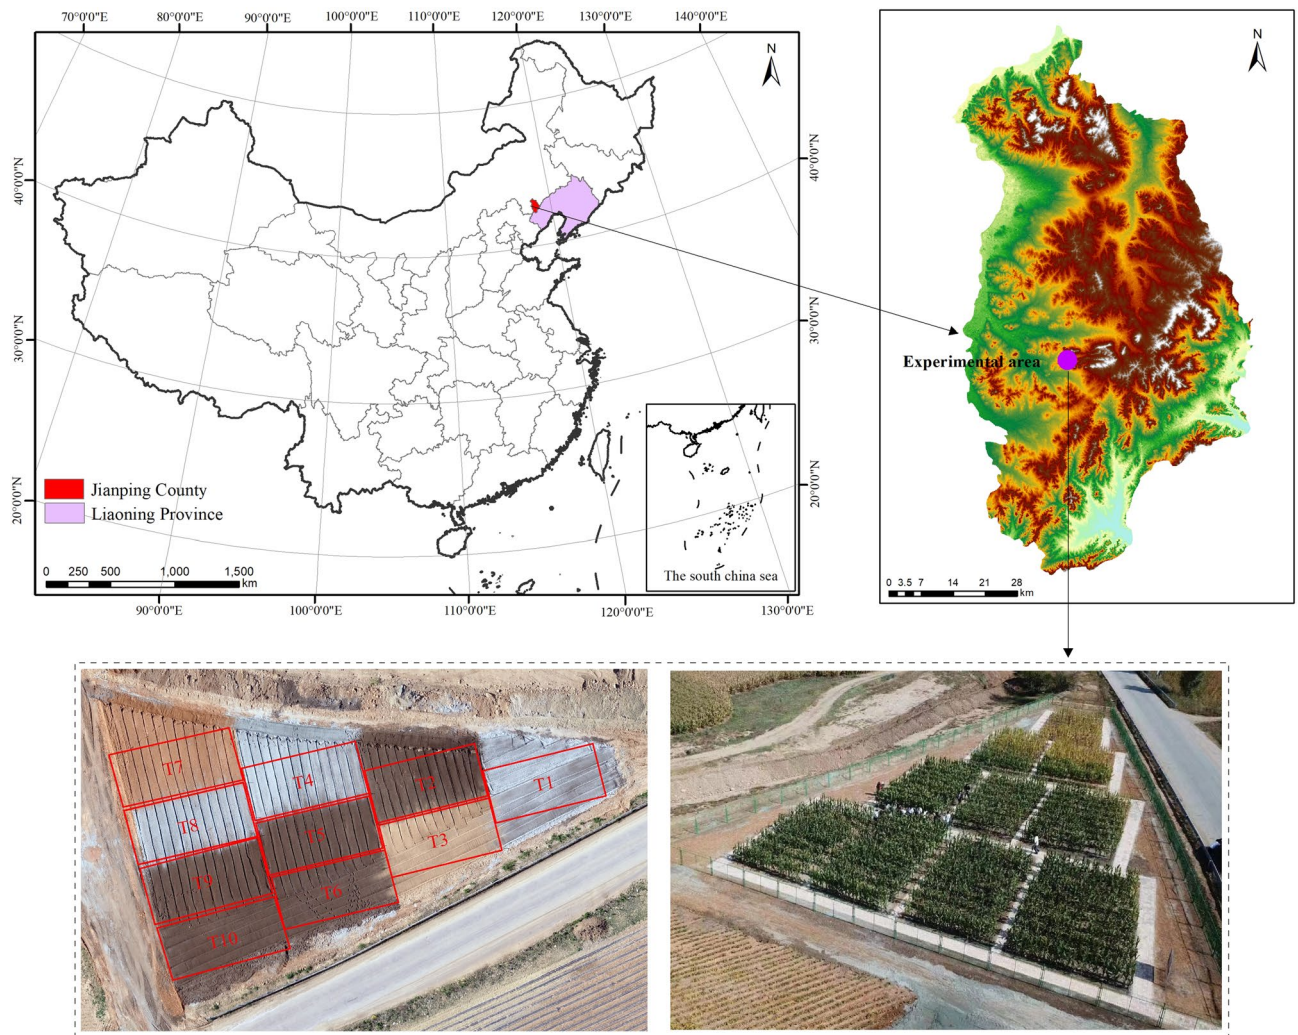 70°0'0"E 80°0'0"E 90°0'0"E 100°0'0"E 110°0'0"E 120°0'0"E 130°0'0"E 140°0'0"E
N
40°0'0"N
40°0'0"N
30°0'0"N
30°0'0"N
20°0'0"N
20°0'0"N
Jianping County
Liaoning Province
0 250 500 1,000 1,500
km
The south china sea
90°0'0"E 100°0'0"E 110°0'0"E 120°0'0"E 130°0'0"E
N
Experimental area
0 3.5 7 14 21 28
km
T7
T4
T2
T1
T8
T5
T3
T9
T6
T10